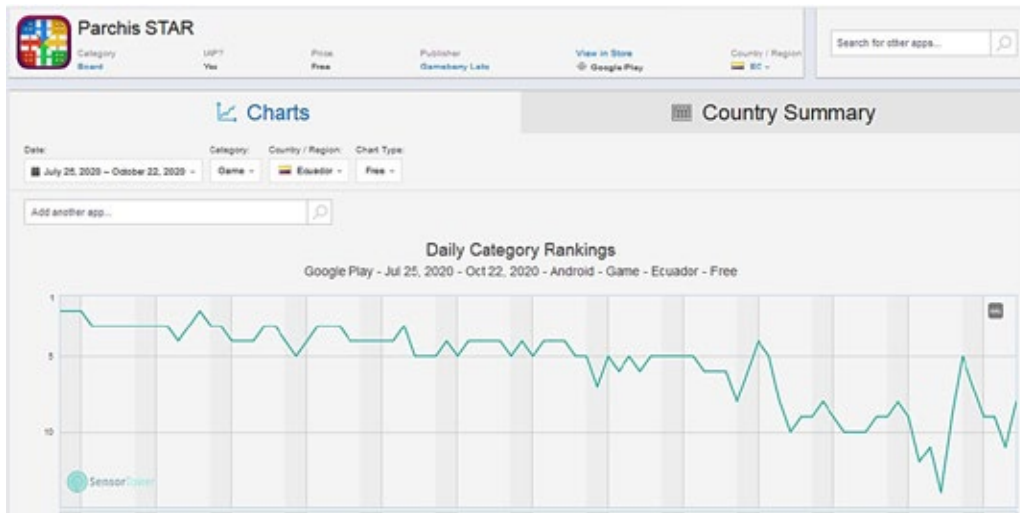 Parchis STAR
Category IAP? Price Publisher View in Store Country / Region
Board Yes Free Gameberry Labs Google Play EC
Search for other apps...
Charts
Country Summary
Date: Category: Country / Region: Chart Type:
July 25, 2020 – October 22, 2020 Game Ecuador Free
Add another app...
Daily Category Rankings
Google Play - Jul 25, 2020 - Oct 22, 2020 - Android - Game - Ecuador - Free
1
5
10
SensorTower